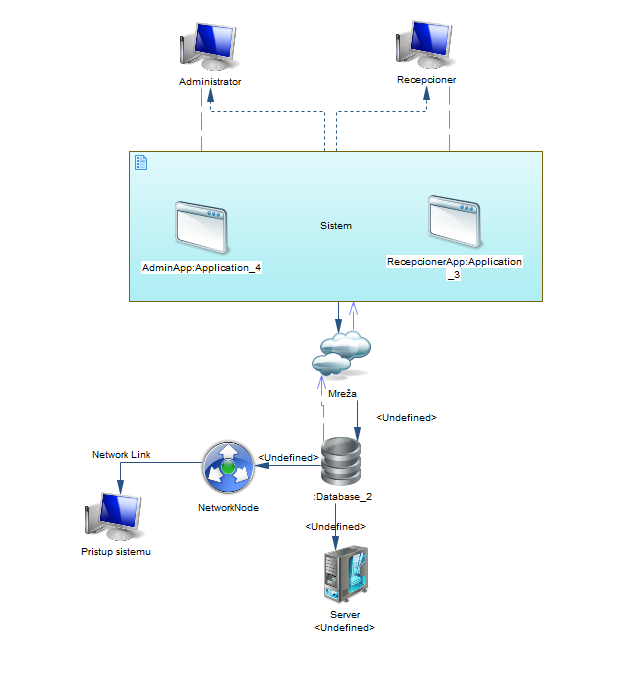 Administrator
Recepcioner
Sistem
AdminApp:Application_4
RecepcionerApp:Application
_3
Mreža
<Undefined>
Network Link
<Undefined>
NetworkNode
:Database_2
<Undefined>
Pristup sistemu
Server
<Undefined>